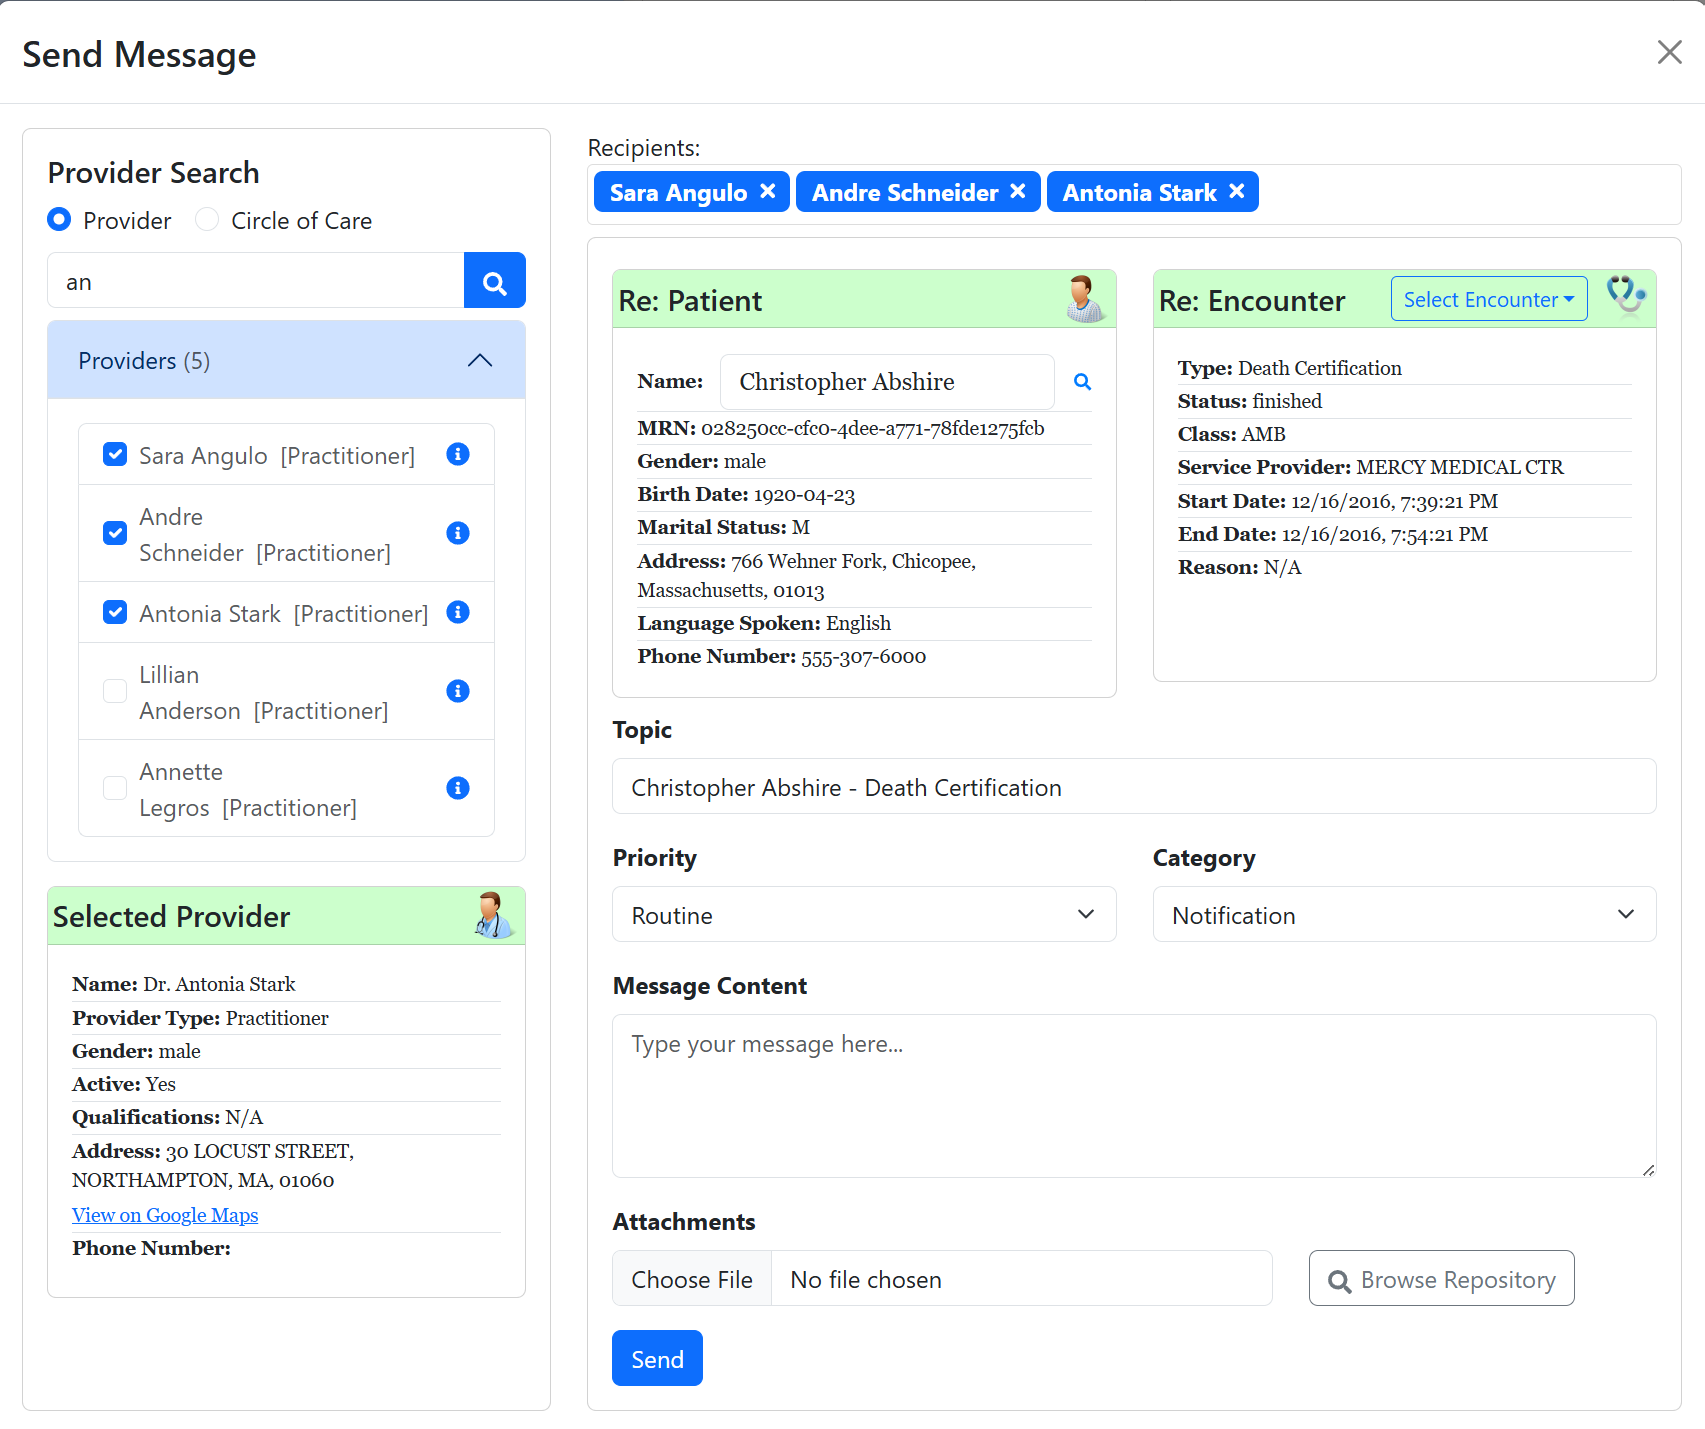 Send Message
Provider Search
Provider
Circle of Care
an
Providers (5)
Sara Angulo [Practitioner]
Andre
Schneider [Practitioner]
Antonia Stark [Practitioner]
Lillian
Anderson [Practitioner]
Annette
Legros [Practitioner]
Selected Provider
Name: Dr. Antonia Stark
Provider Type: Practitioner
Gender: male
Active: Yes
Qualifications: N/A
Address: 30 LOCUST STREET,
NORTHAMPTON, MA, 01060
View on Google Maps
Phone Number:
Recipients:
Sara Angulo
Andre Schneider
Antonia Stark
Re: Patient
Name: Christopher Abshire
MRN: 028250cc-cfc0-4dee-a771-78fde1275fcb
Gender: male
Birth Date: 1920-04-23
Marital Status: M
Address: 766 Wehner Fork, Chicopee,
Massachusetts, 01013
Language Spoken: English
Phone Number: 555-307-6000
Re: Encounter
Select Encounter
Type: Death Certification
Status: finished
Class: AMB
Service Provider: MERCY MEDICAL CTR
Start Date: 12/16/2016, 7:39:21 PM
End Date: 12/16/2016, 7:54:21 PM
Reason: N/A
Topic
Christopher Abshire - Death Certification
Priority
Routine
Category
Notification
Message Content
Type your message here...
Attachments
Choose File
No file chosen
Browse Repository
Send